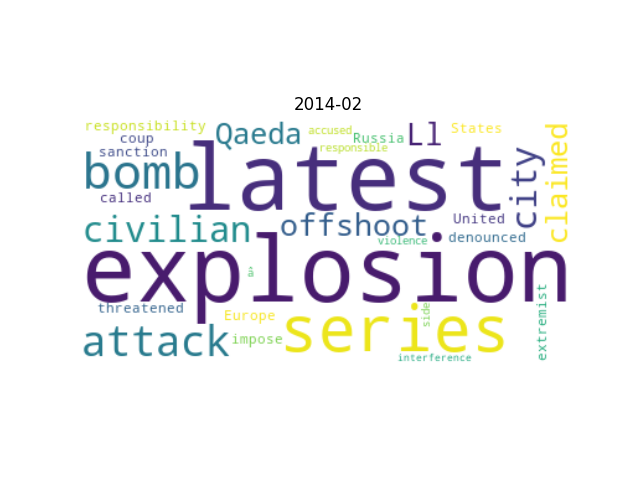 2014-02
responsibility
coup
sanction
Qaeda
accused
Russia
responsible
Ll
States
bomb
latest
city
claimed
called
civilian
offshoot
United
violence
denounced
explosion
threatened
Europe
series
side
extremist
attack
impose
interference